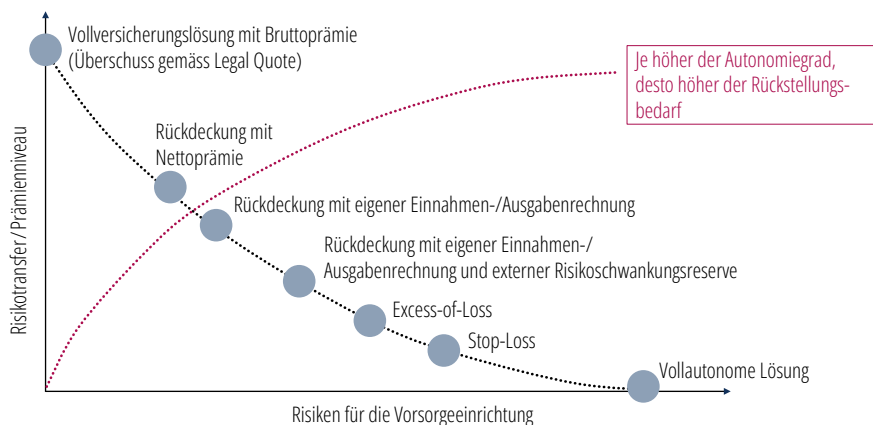 Vollversicherungslösung mit Bruttoprämie
(Überschuss gemäss Legal Quote)
Je höher der Autonomiegrad,
desto höher der Rückstellungs-
bedarf
Rückdeckung mit
Nettoprämie
Rückdeckung mit eigener Einnahmen-/Ausgabenrechnung
Rückdeckung mit eigener Einnahmen-/
Ausgabenrechnung und externer Risikoschwankungsreserve
Excess-of-Loss
Stop-Loss
Vollautonome Lösung
Risikotransfer/Prämienniveau
Risiken für die Vorsorgeeinrichtung